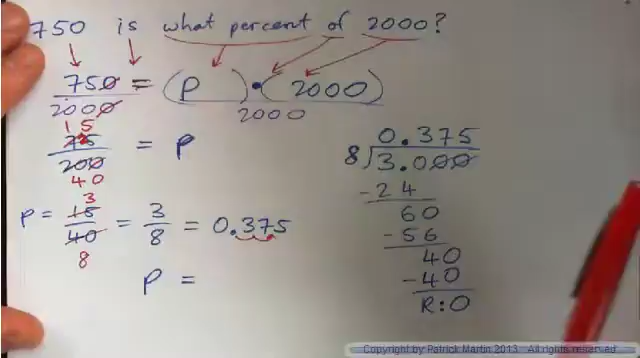 750 is what percent of 2000?
750 = (P) • (2000)
2000 2000
15
75 = P
200
40
3
P = 15 = 3 = 0.375
40 8
8
P =
0.375
8 3.000
-24
60
-56
40
-40
R:0
Copyright by Patrick Martin 2013. All rights reserved